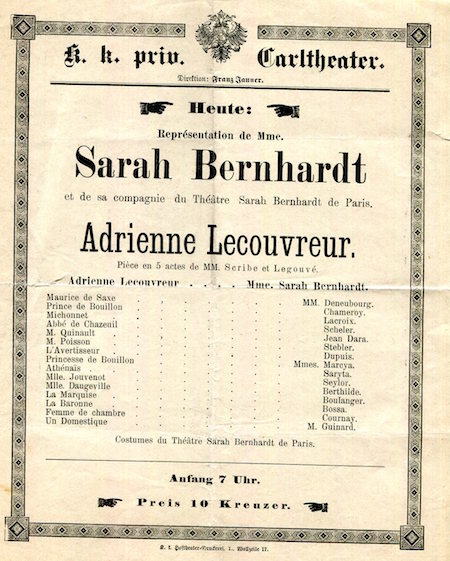 K. k. priv. Carltheater.
Direktion: Franz Jauner.
Heute:
Représentation de Mme.
Sarah Bernhardt
et de sa compagnie du Théâtre Sarah Bernhardt de Paris.
Adrienne Lecouvreur.
Pièce en 5 actes de MM. Scribe et Legouvé.
Adrienne Lecouvreur . . . . Mme. Sarah Bernhardt.
Maurice de Saxe . . . . MM. Deneubourg.
Prince de Bouillon . . . . Chameroy.
Michonnet . . . . Lacroix.
Abbé de Chazeuil . . . . Scheler.
M. Quinault . . . . Jean Dara.
M. Poisson . . . . Stebler.
L'Avertisseur . . . . Dupuis.
Princesse de Bouillon . . . . Mmes. Marcya.
Athénaïs . . . . Saryta.
Mlle. Jouvenot . . . . Seylor.
Mlle. Daugeville . . . . Berthilde.
La Marquise . . . . Boulanger.
La Baronne . . . . Bossa.
Femme de chambre . . . . Cournay.
Un Domestique . . . . M. Guinard.
Costumes du Théâtre Sarah Bernhardt de Paris.
Anfang 7 Uhr.
Preis 10 Kreuzer.
K. k. Hoftheater-Druckerei, I., Wollzeile 17.